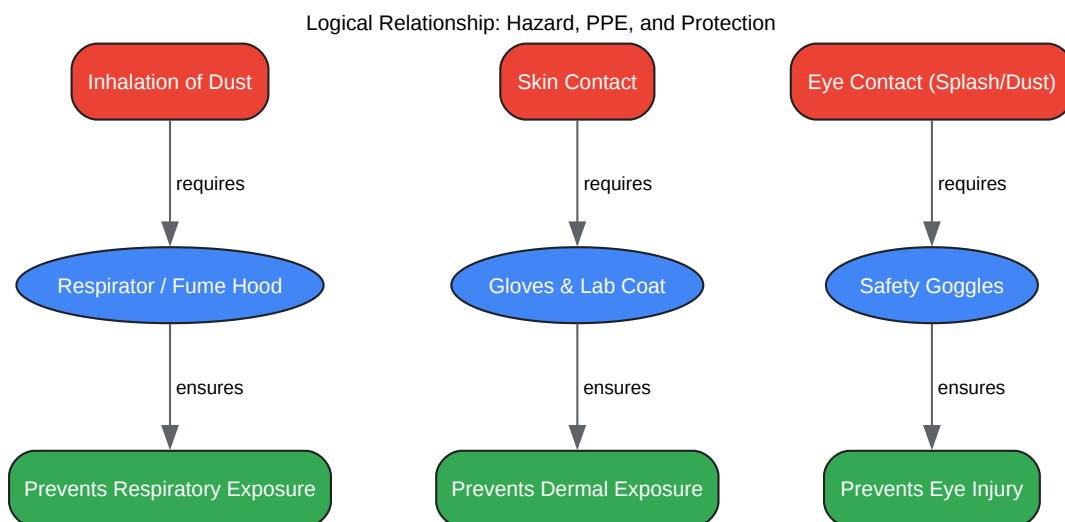 Logical Relationship: Hazard, PPE, and Protection
Inhalation of Dust
Skin Contact
Eye Contact (Splash/Dust)
requires
requires
requires
Respirator / Fume Hood
Gloves & Lab Coat
Safety Goggles
ensures
ensures
ensures
Prevents Respiratory Exposure
Prevents Dermal Exposure
Prevents Eye Injury